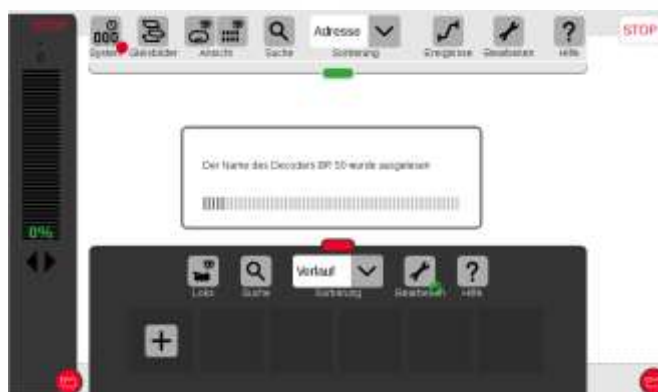 STOP
System
Gleisbilder
Ansicht
Suche
Adresse
Sortierung
Ereignisse
Bearbeiten
?
Hilfe
STOP
Der Name des Decoders BR 50 wurde ausgelesen
0%
Loks
Suche
Verlauf
Sortierung
Bearbeiten
?
Hilfe